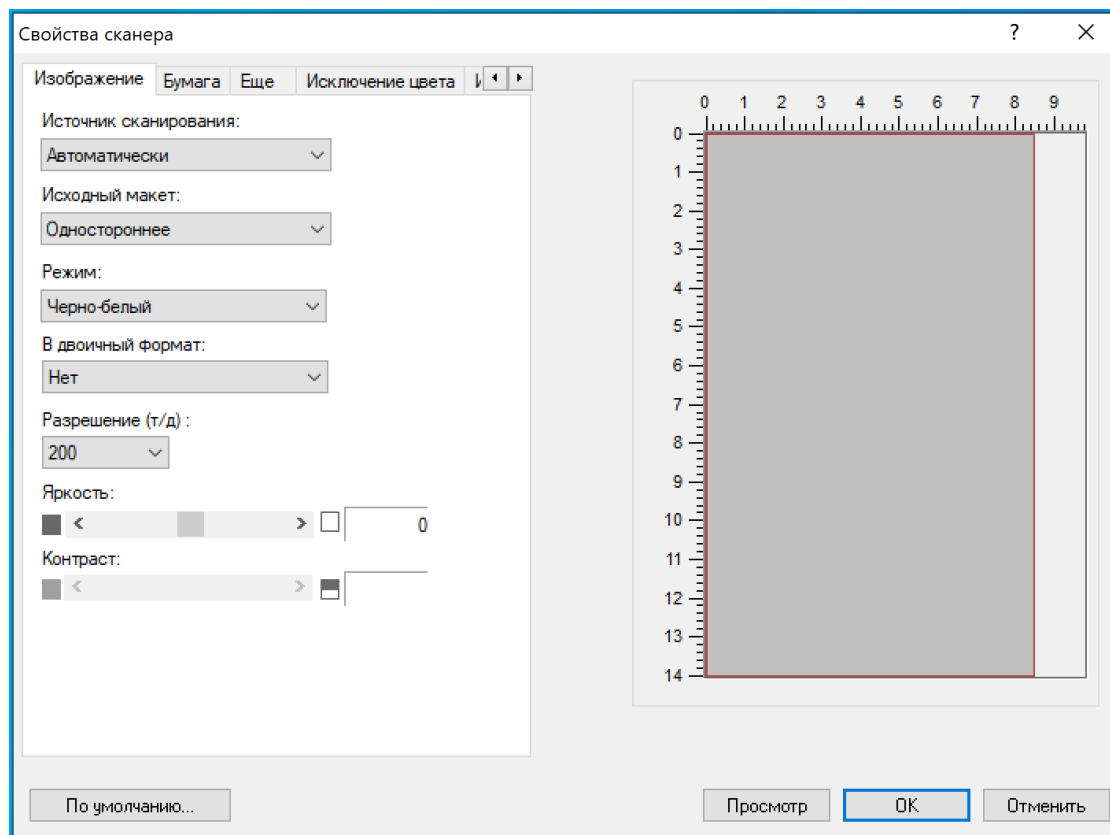 Свойства сканера
?
Изображение Бумага Еще Исключение цвета
Источник сканирования:
Автоматически
Исходный макет:
Одностороннее
Режим:
Черно-белый
В двоичный формат:
Нет
Разрешение (т/д) :
200
Яркость:
0
Контраст:
0 1 2 3 4 5 6 7 8 9
0
1
2
3
4
5
6
7
8
9
10
11
12
13
14
По умолчанию...
Просмотр OK Отменить